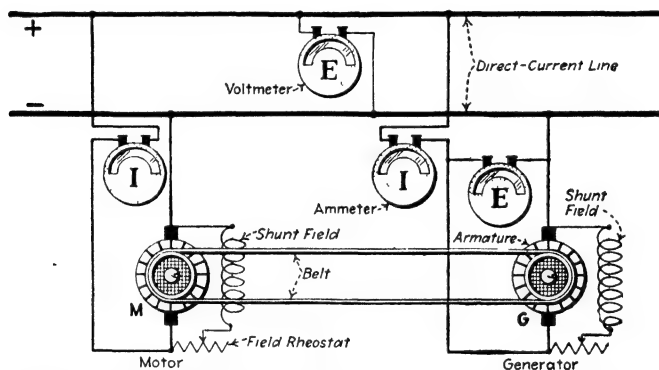 +
E
Direct-Current Line
Voltmeter
−
I
I
E
Ammeter
Shunt
Field
Shunt Field
Armature
Belt
M
G
Field Rheostat
Motor
Generator